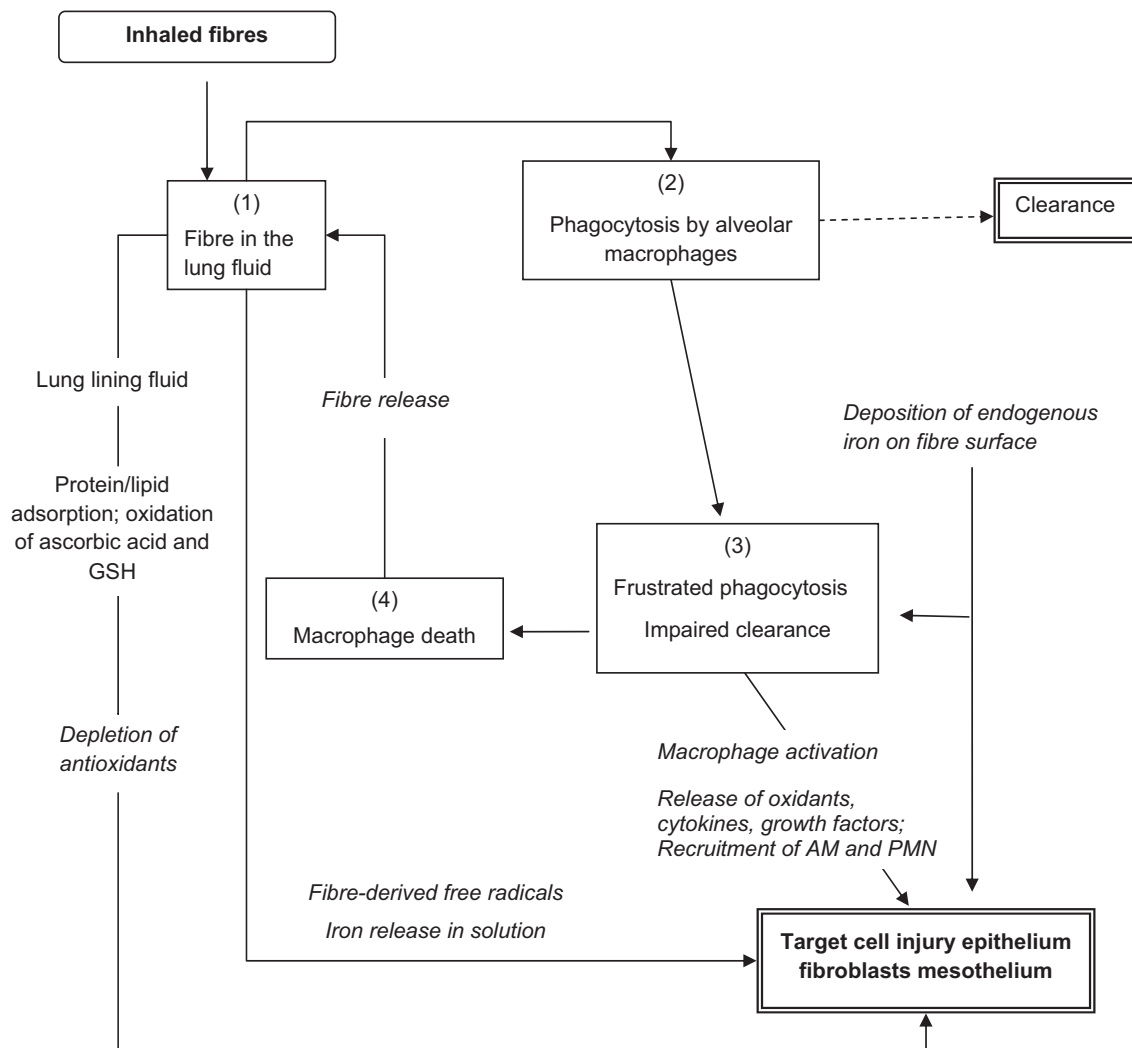 Inhaled fibres
(1)
Fibre in the
lung fluid
(2)
Phagocytosis by alveolar
macrophages
Clearance
Lung lining fluid
Protein/lipid
adsorption; oxidation
of ascorbic acid and
GSH
Depletion of
antioxidants
Fibre release
(4)
Macrophage death
(3)
Frustrated phagocytosis
Impaired clearance
Deposition of endogenous
iron on fibre surface
Macrophage activation
Release of oxidants,
cytokines, growth factors;
Recruitment of AM and PMN
Fibre-derived free radicals
Iron release in solution
Target cell injury epithelium
fibroblasts mesothelium